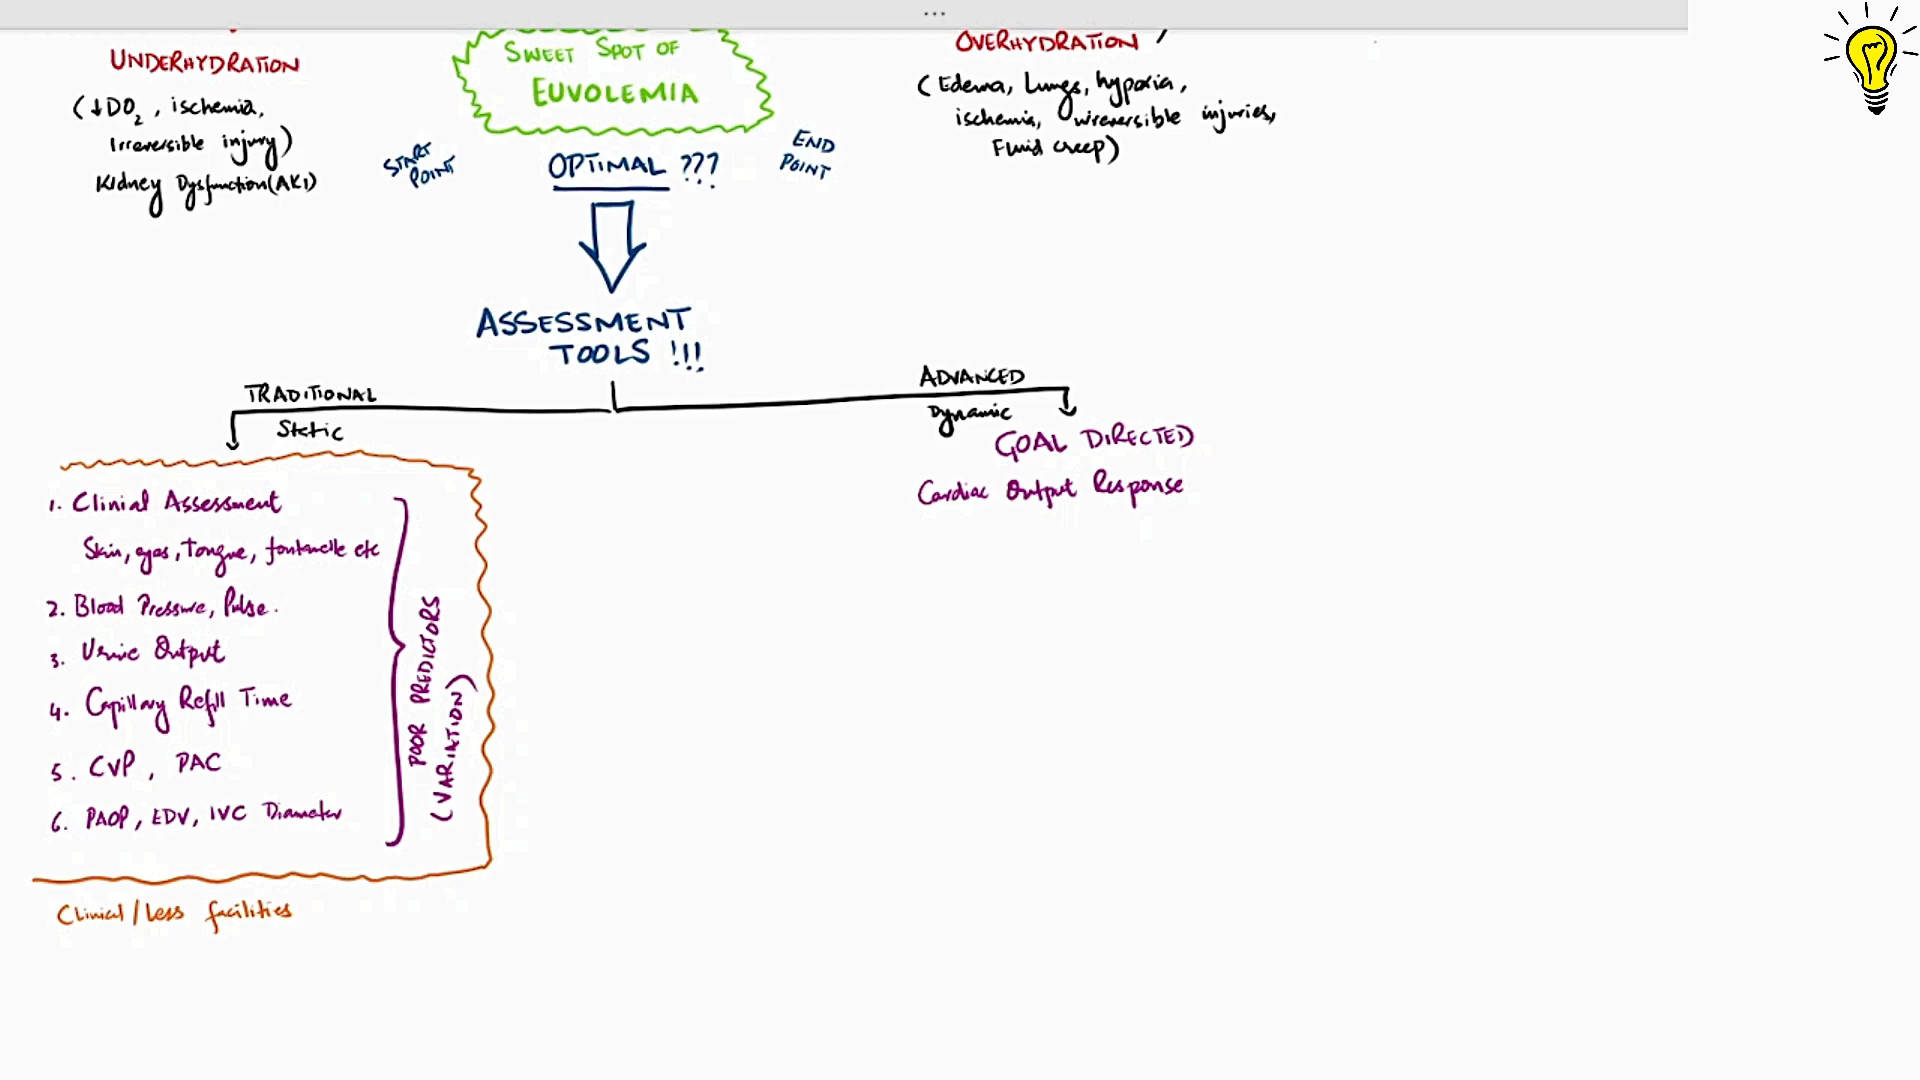 UNDERHYDRATION
(↓DO2, ischemia,
Irreversible injury)
Kidney Dysfunction (AKI)
SWEET SPOT OF
EUVOLEMIA
START
POINT
OPTIMAL ???
END
POINT
OVERHYDRATION
(Edema, Lungs, hypoxia,
ischemia, irreversible injuries,
Fluid creep)
ASSESSMENT
TOOLS !!!
TRADITIONAL
Static
ADVANCED
Dynamic
GOAL DIRECTED
Cardiac Output Response
1. Clinical Assessment
Skin, eyes, Tongue, fontanelle etc
2. Blood Pressure, Pulse.
3. Urine Output
4. Capillary Refill Time
5. CVP, PAC
6. PAOP, EDV, IVC Diameter
POOR PREDICTORS
(VARIATION)
Clinical / Less facilities